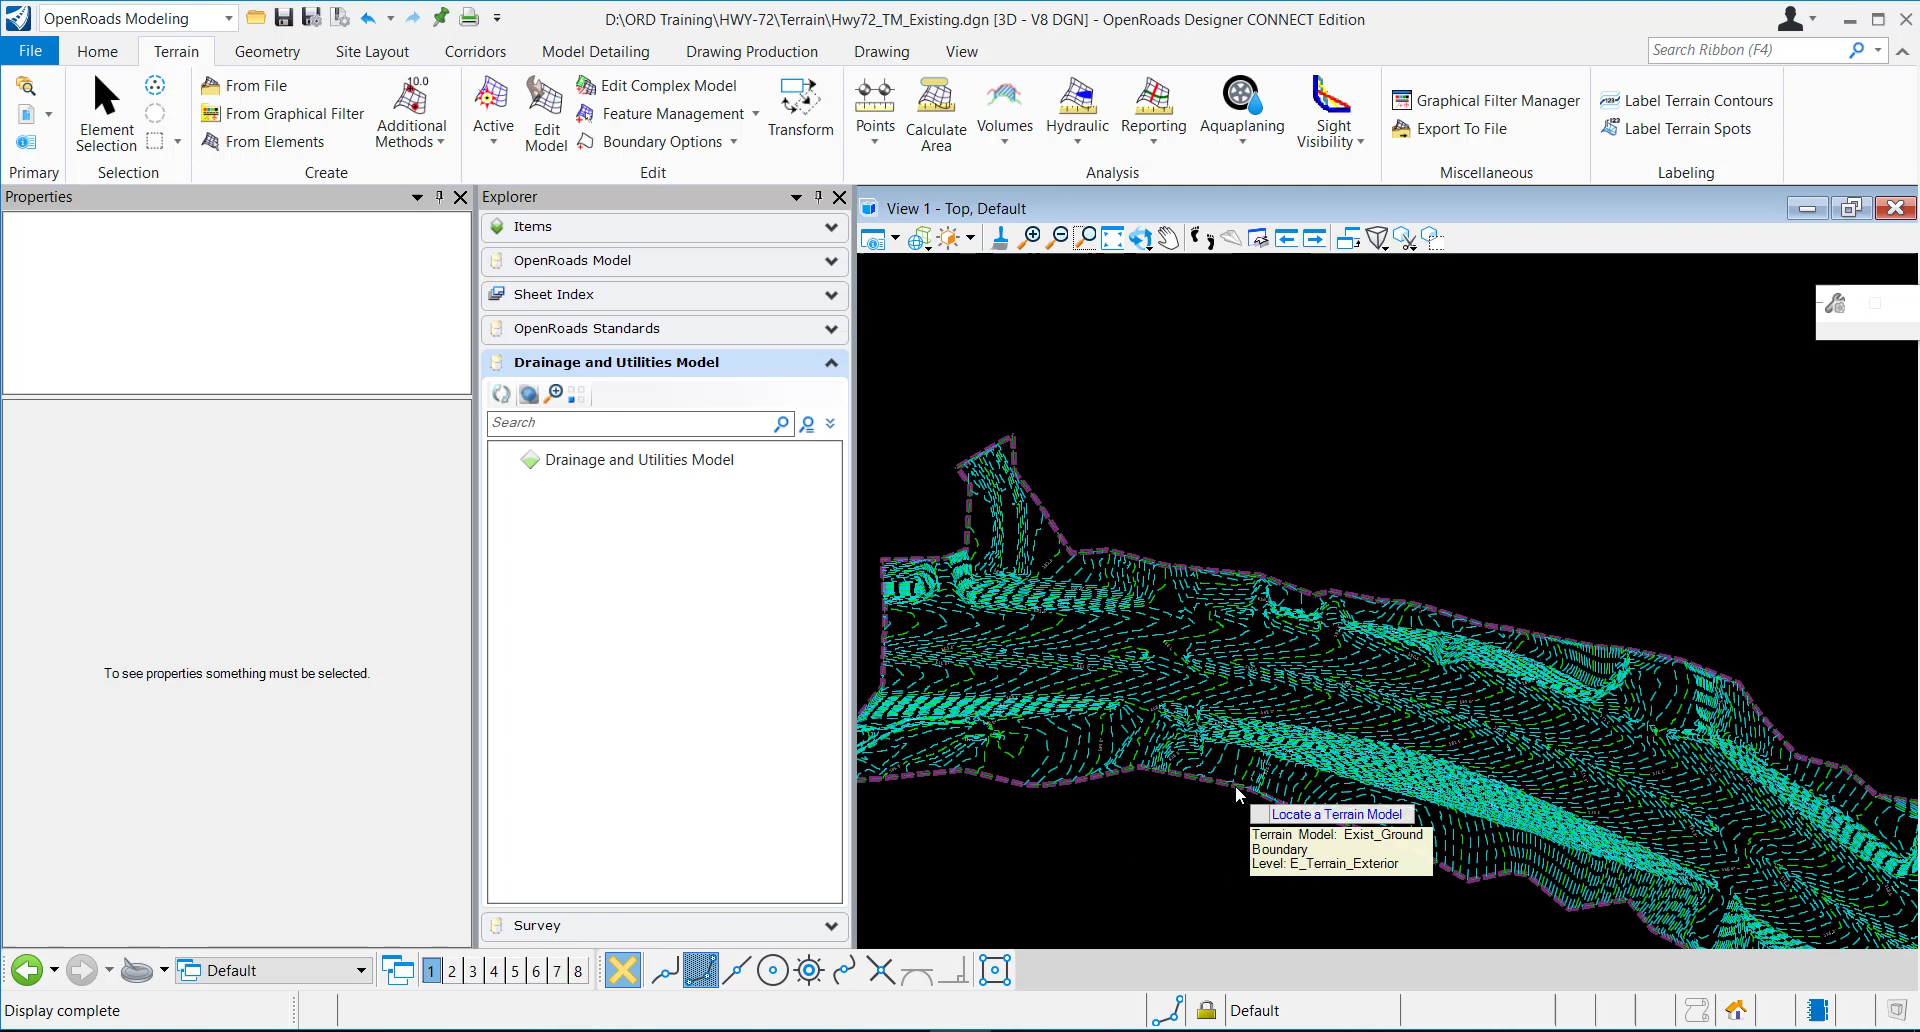 OpenRoads Modeling
D:\ORD Training\HWY-72\Terrain\Hwy72_TM_Existing.dgn [3D - V8 DGN] - OpenRoads Designer CONNECT Edition
File Home Terrain Geometry Site Layout Corridors Model Detailing Drawing Production Drawing View
Search Ribbon (F4)
Element Selection
From File
From Graphical Filter
From Elements
10.0
Additional Methods
Active
Edit Model
Edit Complex Model
Feature Management
Boundary Options
Transform
Points
Calculate Area
Volumes
Hydraulic
Reporting
Aquaplaning
Sight Visibility
Graphical Filter Manager
Export To File
Label Terrain Contours
Label Terrain Spots
Primary Selection Create Edit Analysis Miscellaneous Labeling
Properties
To see properties something must be selected.
Explorer
Items
OpenRoads Model
Sheet Index
OpenRoads Standards
Drainage and Utilities Model
Search
Drainage and Utilities Model
Survey
View 1 - Top, Default
Locate a Terrain Model
Terrain Model: Exist_Ground
Boundary
Level: E_Terrain_Exterior
Default
1 2 3 4 5 6 7 8
Display complete
Default